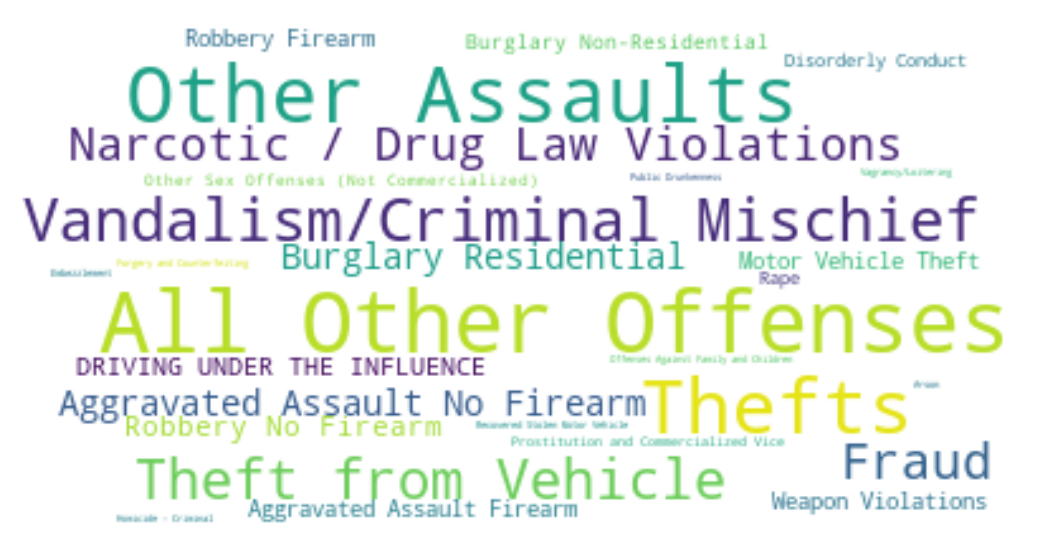 Robbery Firearm
Burglary Non-Residential
Disorderly Conduct
Other Assaults
Narcotic / Drug Law Violations
Vagrancy/Loitering
Other Sex Offenses (Not Commercialized)
Public Drunkenness
Vandalism/Criminal Mischief
Burglary Residential
Motor Vehicle Theft
Forgery and Counterfeiting
Embezzlement
Rape
All Other Offenses
Offenses Against Family and Children
DRIVING UNDER THE INFLUENCE
Thefts
Arson
Aggravated Assault No Firearm
Robbery No Firearm
Recovered Stolen Motor Vehicle
Prostitution and Commercialized Vice
Fraud
Theft from Vehicle
Weapon Violations
Aggravated Assault Firearm
Homicide - Criminal